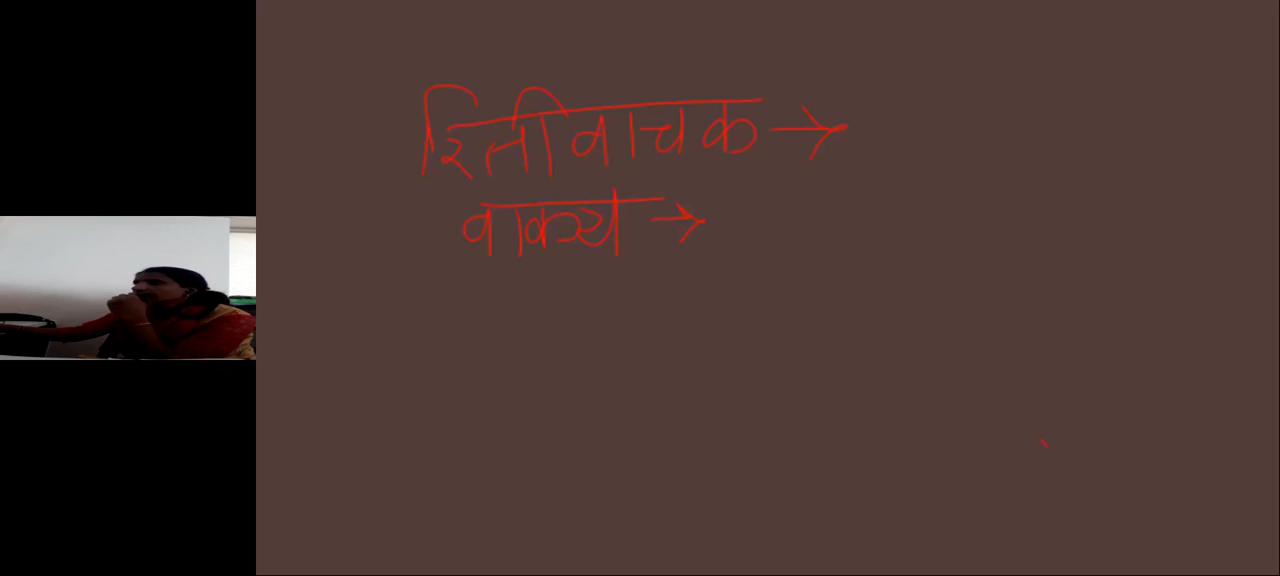 रितीवाचक →
वाक्य →